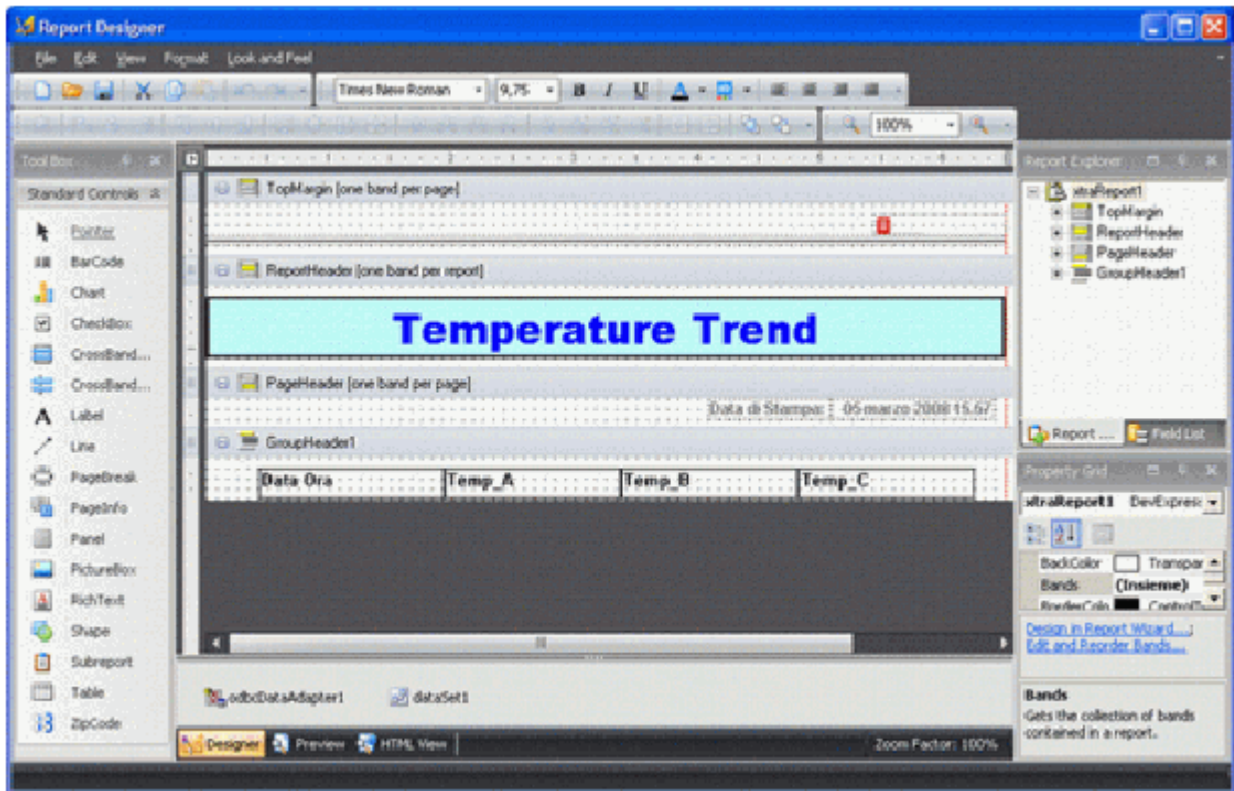 Report Designer
File Edit View Format Look and Feel
Times New Roman 9,75 B I U
100%
Tool Box
Standard Controls
Pointer
BarCode
Chart
CheckBox
CrossBand...
CrossBand...
Label
Line
PageBreak
PageInfo
Panel
PictureBox
RichText
Shape
Subreport
Table
ZipCode
TopMargin [one band per page]
ReportHeader [one band per report]
Temperature Trend
PageHeader [one band per page]
Data di Stampa: 05 marzo 2008 15.57
GroupHeader1
Data Ora Temp_A Temp_B Temp_C
odbcDataAdapter1 dataSet1
Designer Preview HTML View Zoom Factor: 100%
Report Explorer
xtraReport1
TopMargin
ReportHeader
PageHeader
GroupHeader1
Report .... Field List
Property Grid
xtraReport1 DevExpress
BackColor Transpar
Bands (Insieme)
BorderColo ControlT
Design in Report Wizard...;
Edit and Reorder Bands...
Bands
Gets the collection of bands
contained in a report.